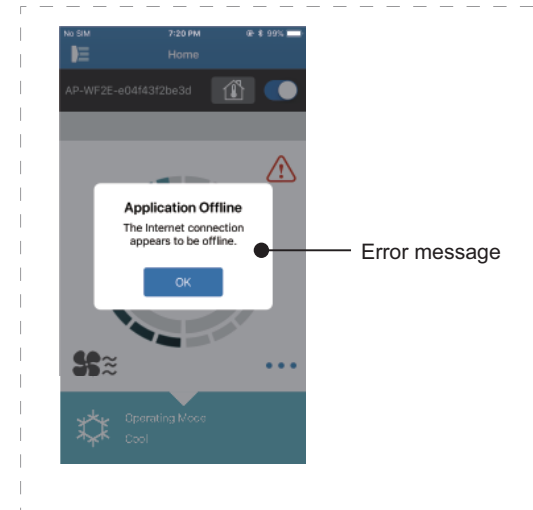 No SIM 7:20 PM 99%
Home
AP-WF2E-e04f43f2be3d
Application Offline
The Internet connection
appears to be offline.
OK
Error message
Operating Mode
Cool